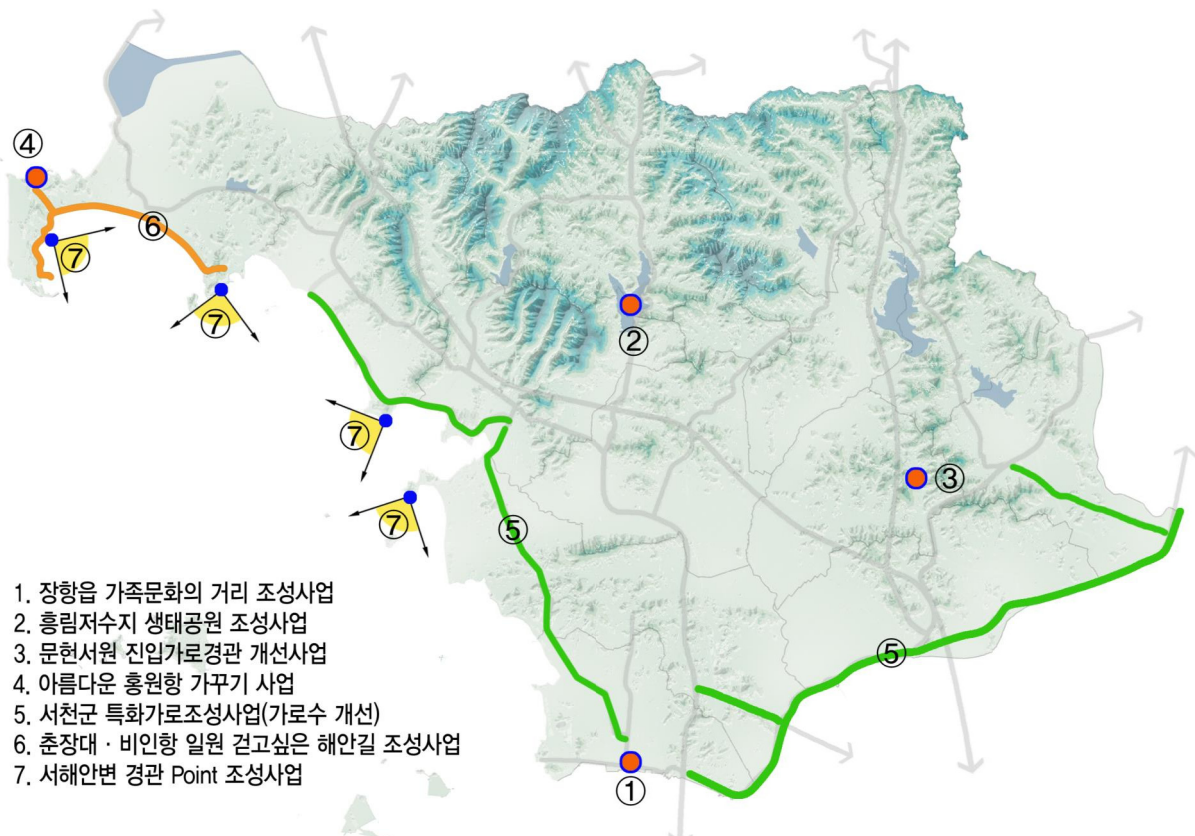 ④
⑥
⑦
⑦
②
⑦
③
⑦
⑤
⑤
①
1. 장항읍 가족문화의 거리 조성사업
2. 흥림저수지 생태공원 조성사업
3. 문헌서원 진입가로경관 개선사업
4. 아름다운 홍원항 가꾸기 사업
5. 서천군 특화가로조성사업(가로수 개선)
6. 춘장대 · 비인항 일원 걷고싶은 해안길 조성사업
7. 서해안변 경관 Point 조성사업